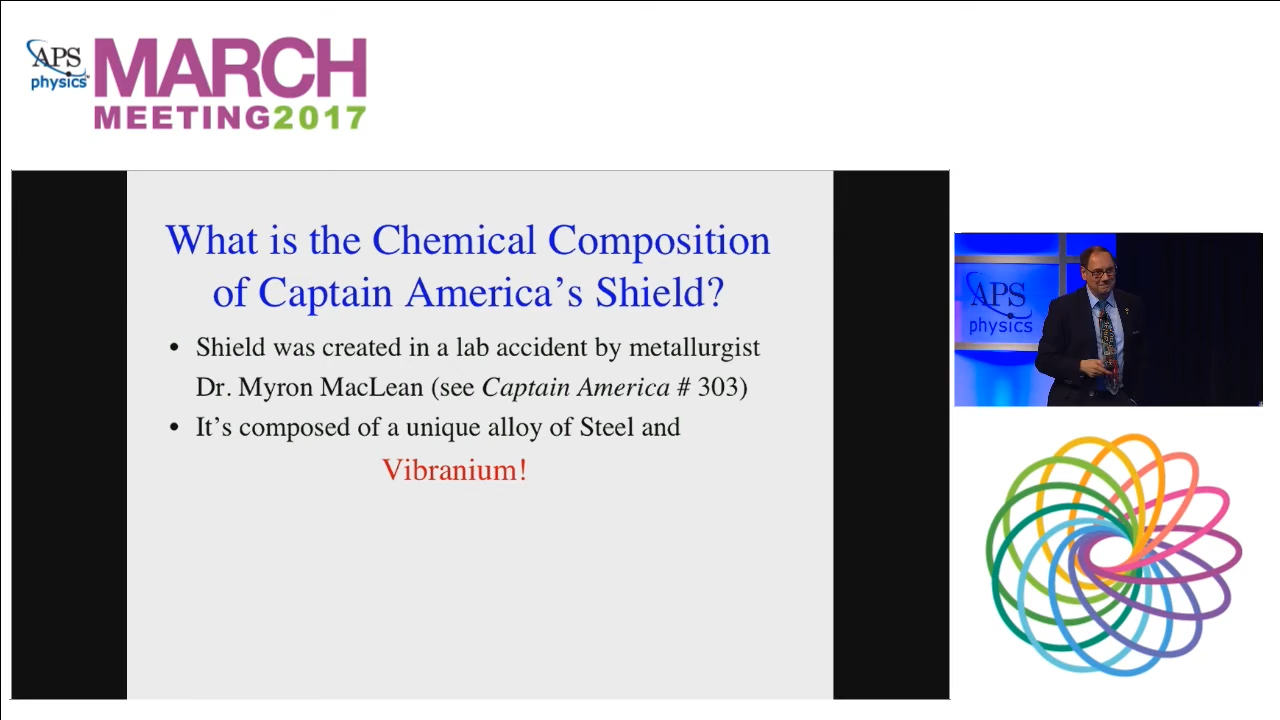 APS
physics
MARCH
MEETING2017
What is the Chemical Composition
of Captain America's Shield?
• Shield was created in a lab accident by metallurgist
Dr. Myron MacLean (see Captain America # 303)
• It's composed of a unique alloy of Steel and
Vibranium!
APS
physics